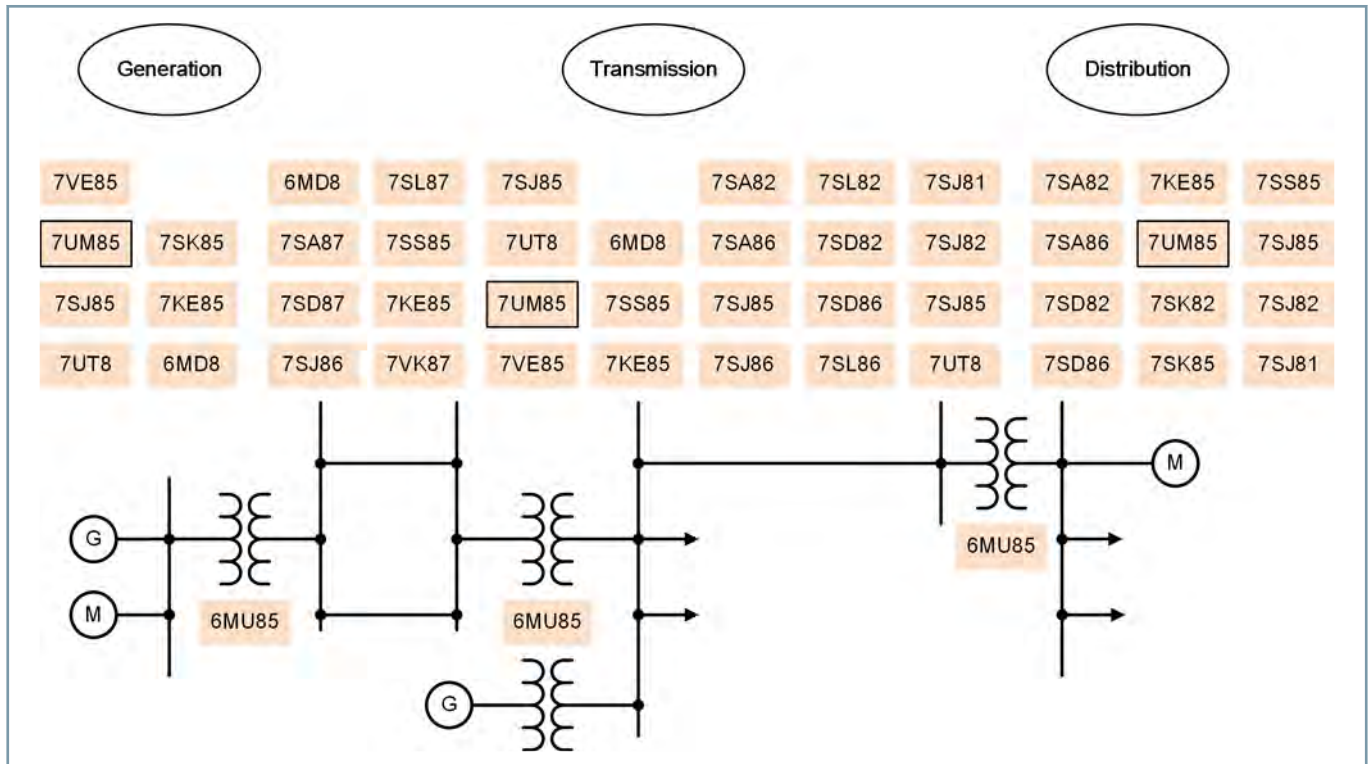 Generation Transmission Distribution
7VE85 6MD8 7SL87 7SJ85 7SA82 7SL82 7SJ81 7SA82 7KE85 7SS85
7UM85 7SK85 7SA87 7SS85 7UT8 6MD8 7SA86 7SD82 7SJ82 7SA86 7UM85 7SJ85
7SJ85 7KE85 7SD87 7KE85 7UM85 7SS85 7SJ85 7SD86 7SJ85 7SD82 7SK82 7SJ82
7UT8 6MD8 7SJ86 7VK87 7VE85 7KE85 7SJ86 7SL86 7UT8 7SD86 7SK85 7SJ81
M
G
6MU85
M
6MU85
6MU85
G